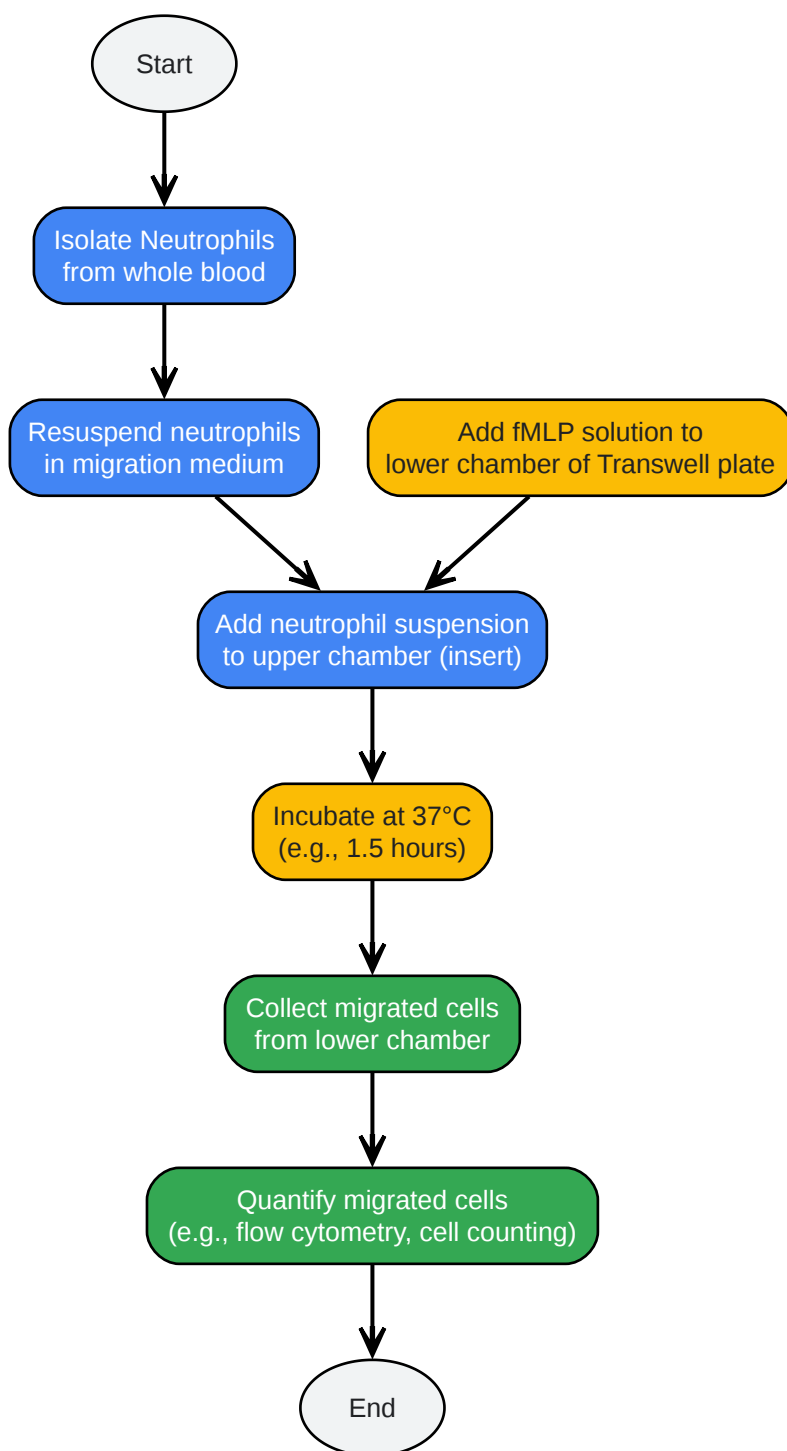 Start
Isolate Neutrophils
from whole blood
Resuspend neutrophils
in migration medium
Add fMLP solution to
lower chamber of Transwell plate
Add neutrophil suspension
to upper chamber (insert)
Incubate at 37°C
(e.g., 1.5 hours)
Collect migrated cells
from lower chamber
Quantify migrated cells
(e.g., flow cytometry, cell counting)
End